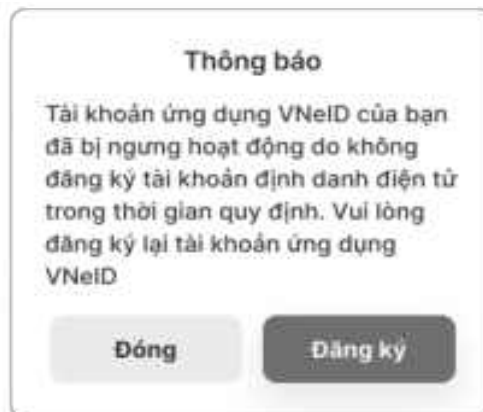 Thông báo
Tài khoản ứng dụng VNeID của bạn
đã bị ngưng hoạt động do không
đăng ký tài khoản định danh điện tử
trong thời gian quy định. Vui lòng
đăng ký lại tài khoản ứng dụng
VNeID
Đóng
Đăng ký